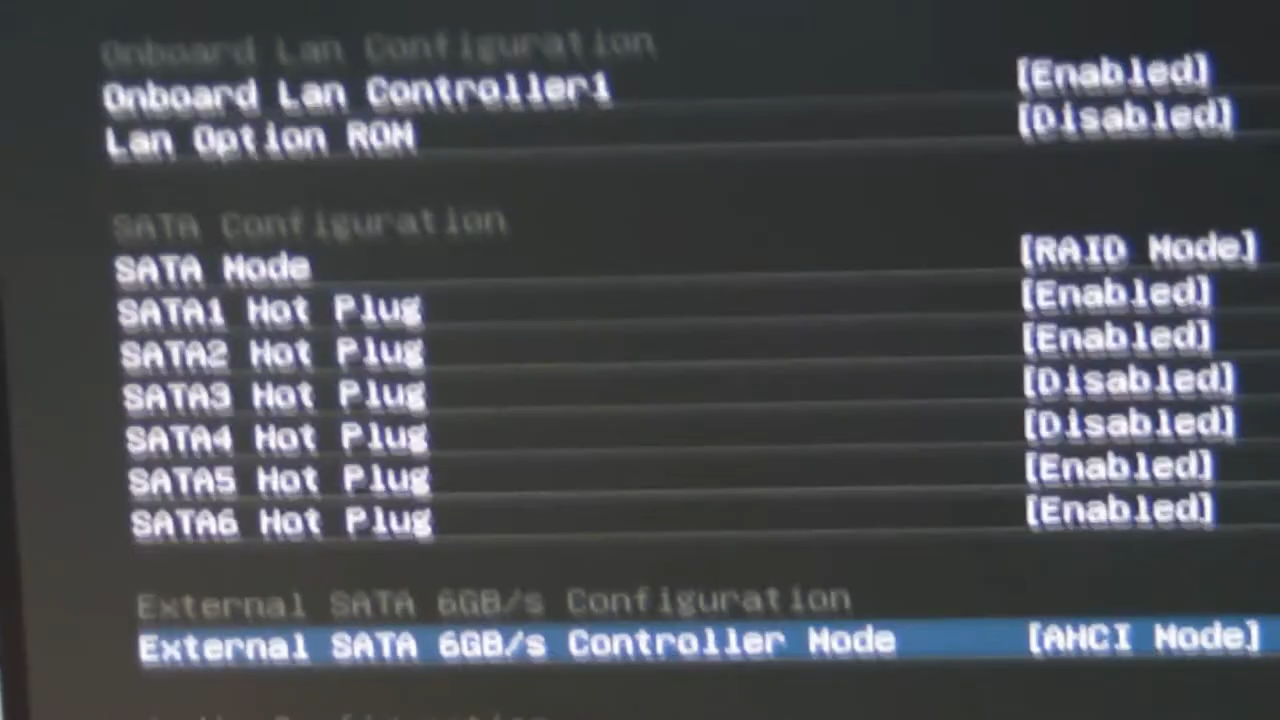 Onboard Lan Configuration
Onboard Lan Controller1 [Enabled]
Lan Option ROM [Disabled]
SATA Configuration
SATA Mode [RAID Mode]
SATA1 Hot Plug [Enabled]
SATA2 Hot Plug [Enabled]
SATA3 Hot Plug [Disabled]
SATA4 Hot Plug [Disabled]
SATA5 Hot Plug [Enabled]
SATA6 Hot Plug [Enabled]
External SATA 6GB/s Configuration
External SATA 6GB/s Controller Mode [AHCI Mode]
Configuration